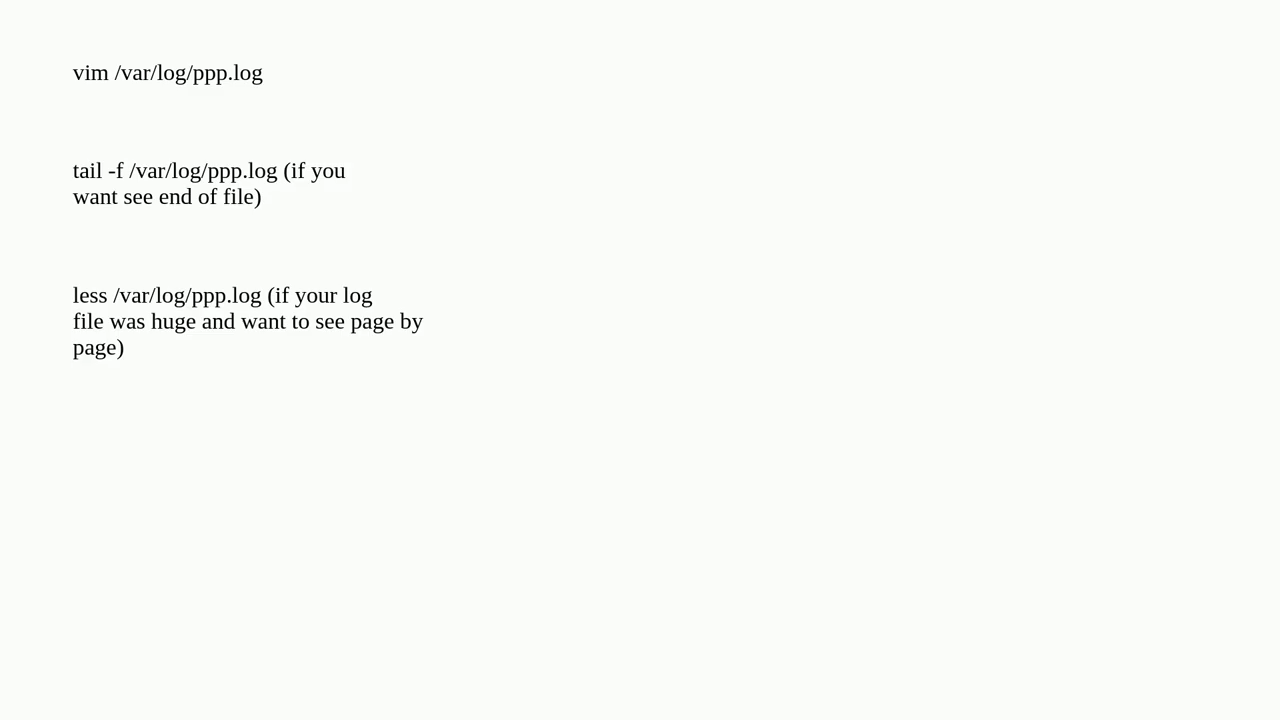 vim /var/log/ppp.log
tail -f /var/log/ppp.log (if you
want see end of file)
less /var/log/ppp.log (if your log
file was huge and want to see page by
page)